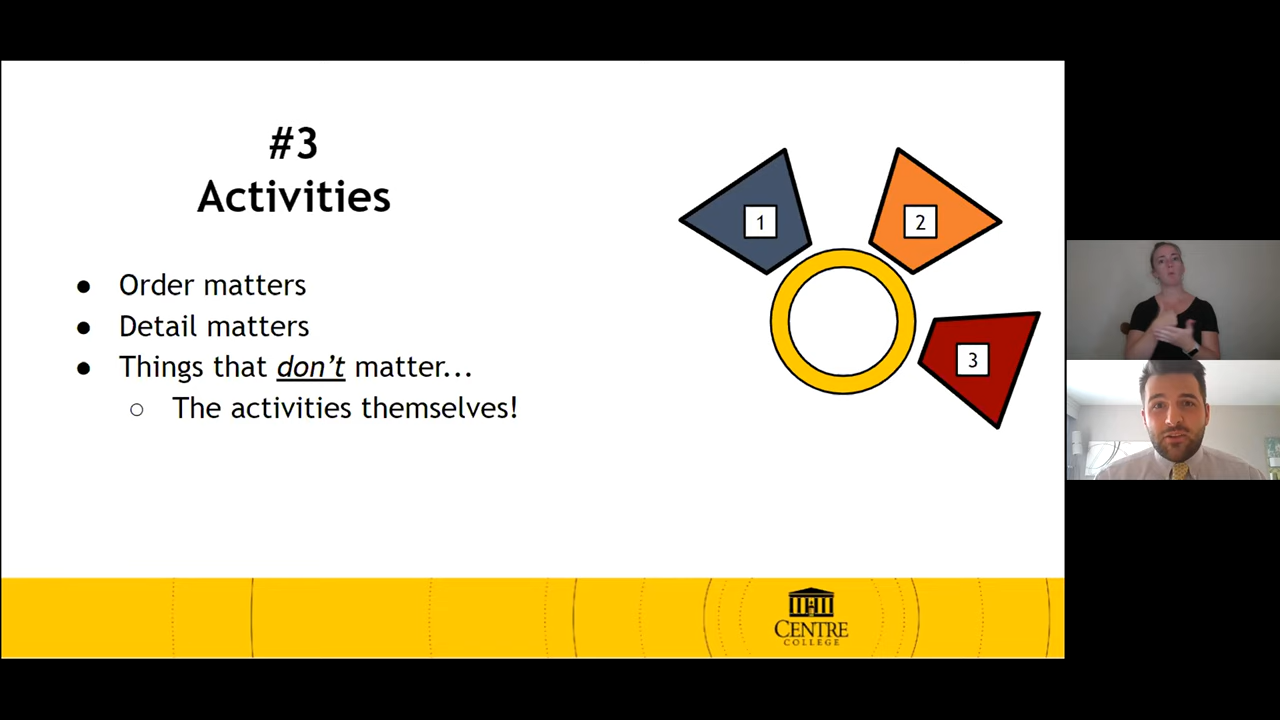 #3
Activities
● Order matters
● Detail matters
● Things that don't matter...
○ The activities themselves!
1
2
3
CENTRE
COLLEGE